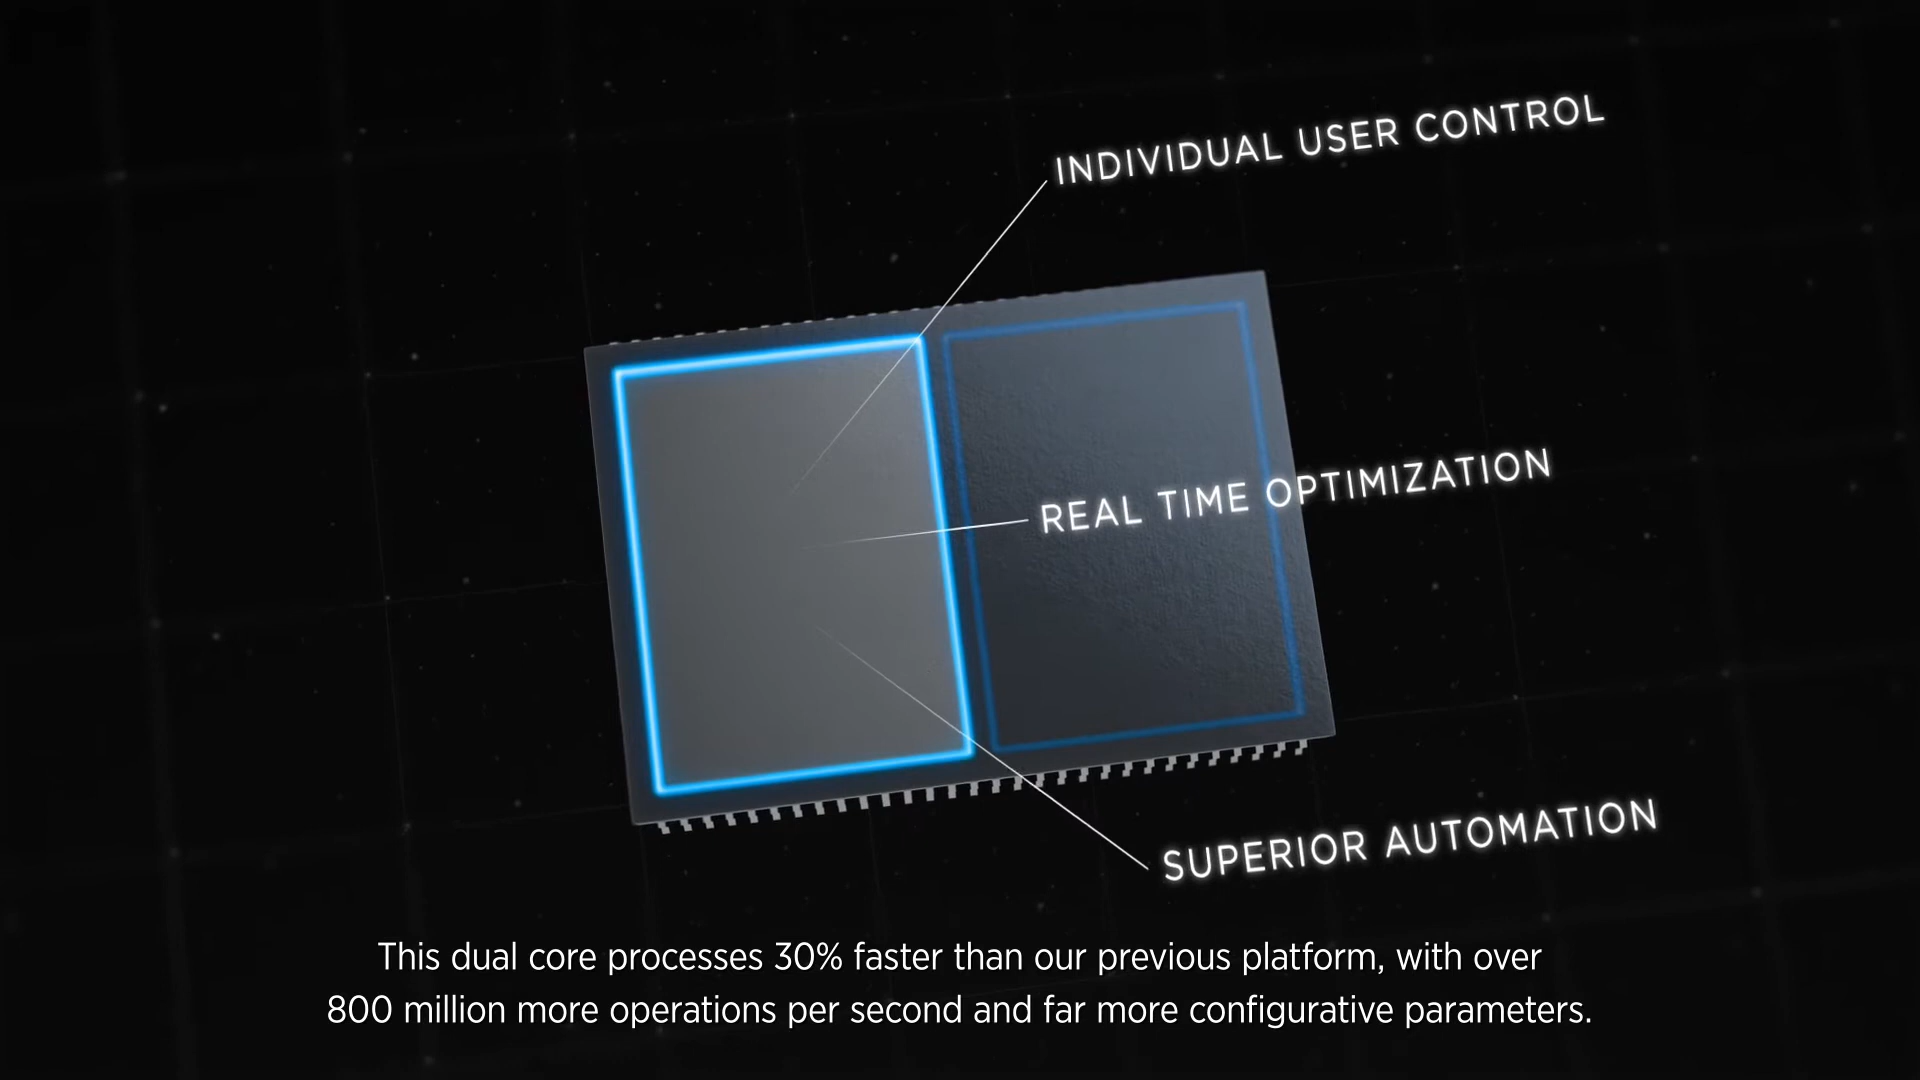 INDIVIDUAL USER CONTROL
REAL TIME OPTIMIZATION
SUPERIOR AUTOMATION
This dual core processes 30% faster than our previous platform, with over
800 million more operations per second and far more configurative parameters.